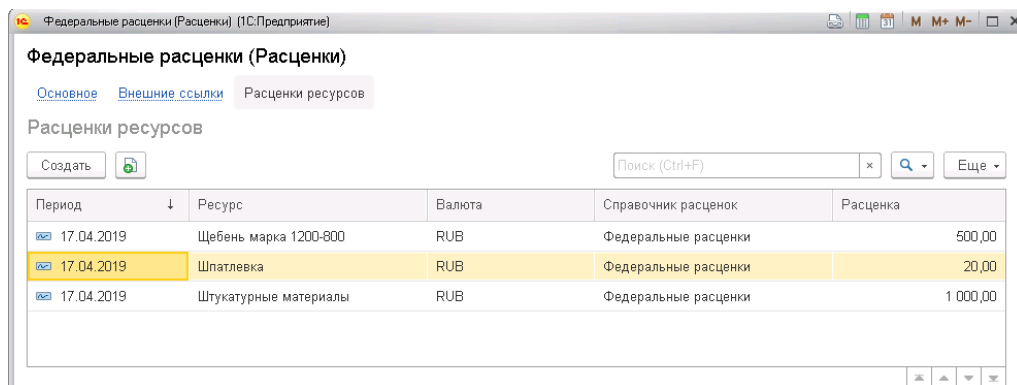 Федеральные расценки (Расценки) (1С:Предприятие)
M M+ M-
Федеральные расценки (Расценки)
Основное Внешние ссылки Расценки ресурсов
Расценки ресурсов
Создать Поиск (Ctrl+F) × Еще
Период ↓ Ресурс Валюта Справочник расценок Расценка
17.04.2019 Щебень марка 1200-800 RUB Федеральные расценки 500,00
17.04.2019 Шпатлевка RUB Федеральные расценки 20,00
17.04.2019 Штукатурные материалы RUB Федеральные расценки 1 000,00